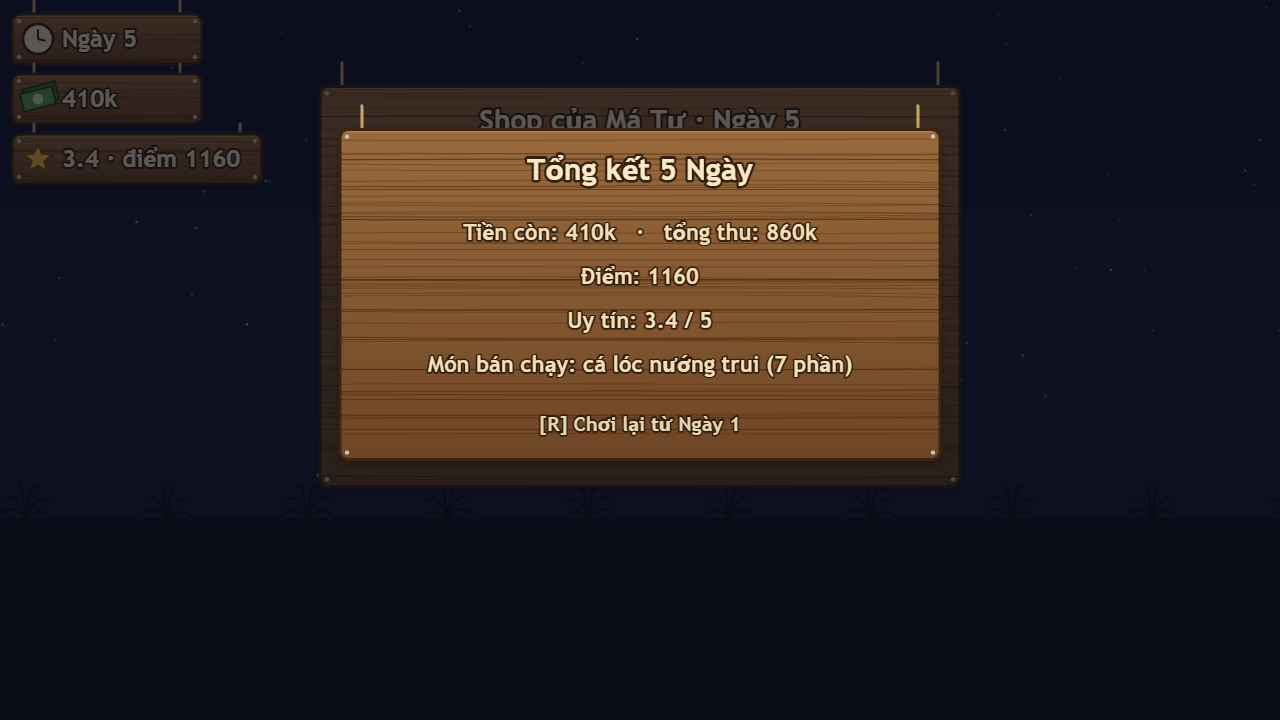 Ngày 5
410k
3.4 · điểm 1160
Shop của Má Tư · Ngày 5
Tổng kết 5 Ngày
Tiền còn: 410k · tổng thu: 860k
Điểm: 1160
Uy tín: 3.4 / 5
Món bán chạy: cá lóc nướng trui (7 phần)
[R] Chơi lại từ Ngày 1